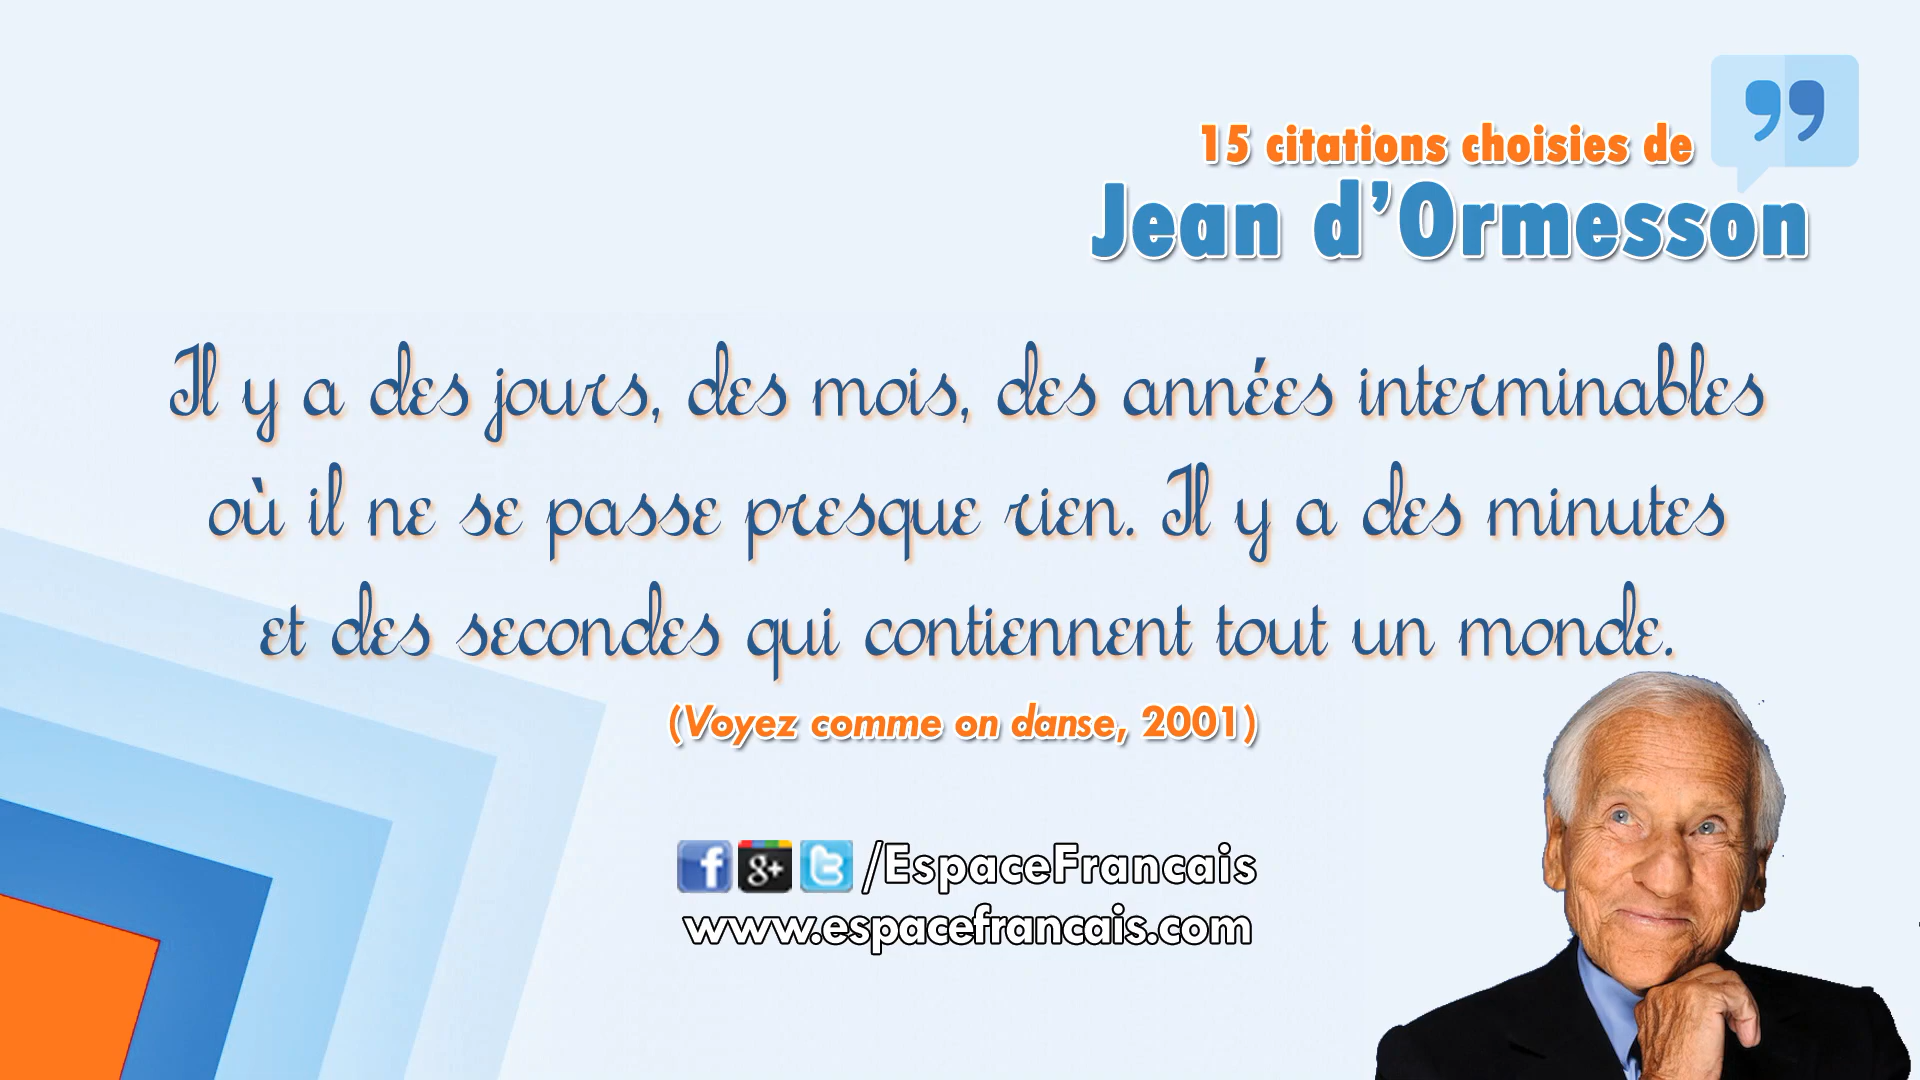 15 citations choisies de
Jean d’Ormesson
Il y a des jours, des mois, des années interminables
où il ne se passe presque rien. Il y a des minutes
et des secondes qui contiennent tout un monde.
(Voyez comme on danse, 2001)
/EspaceFrancais
www.espacefrancais.com